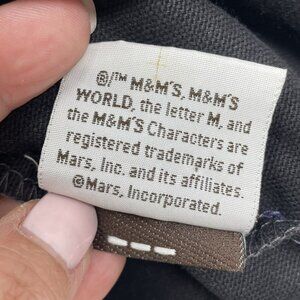 ®/™ M&M'S, M&M'S
WORLD, the letter M, and
the M&M'S Characters are
registered trademarks of
Mars, Inc. and its affiliates.
©Mars, Incorporated.